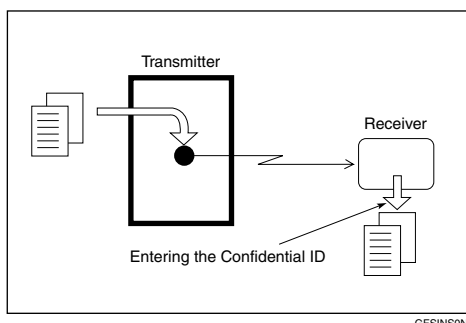 Transmitter
Receiver
Entering the Confidential ID